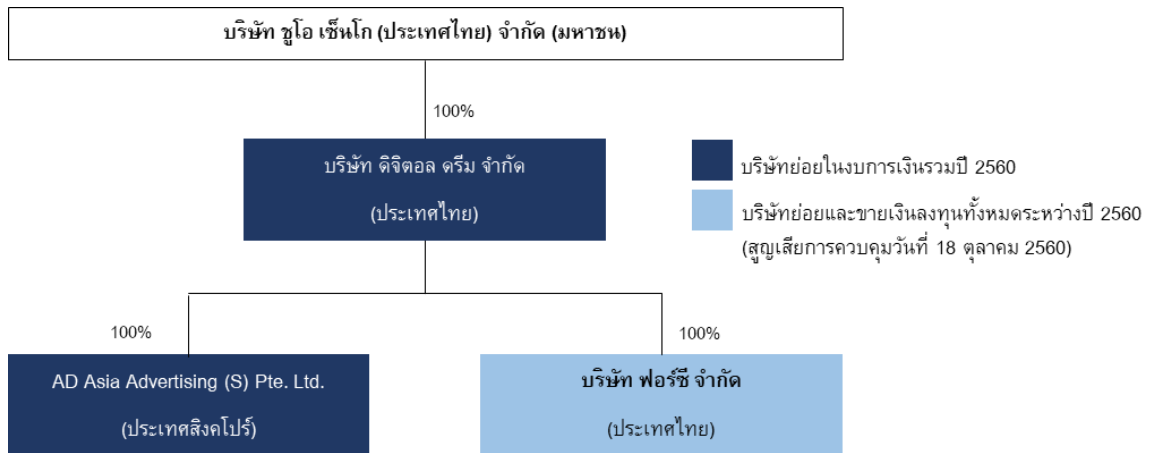 บริษัท ชูโอ เซ็นโก (ประเทศไทย) จำกัด (มหาชน)
100%
บริษัท ดิจิตอล ดรีม จำกัด
(ประเทศไทย)
บริษัทย่อยในงบการเงินรวมปี 2560
บริษัทย่อยและขายเงินลงทุนทั้งหมดระหว่างปี 2560
(สูญเสียการควบคุมวันที่ 18 ตุลาคม 2560)
100%
100%
AD Asia Advertising (S) Pte. Ltd.
(ประเทศสิงคโปร์)
บริษัท ฟอร์ซี จำกัด
(ประเทศไทย)